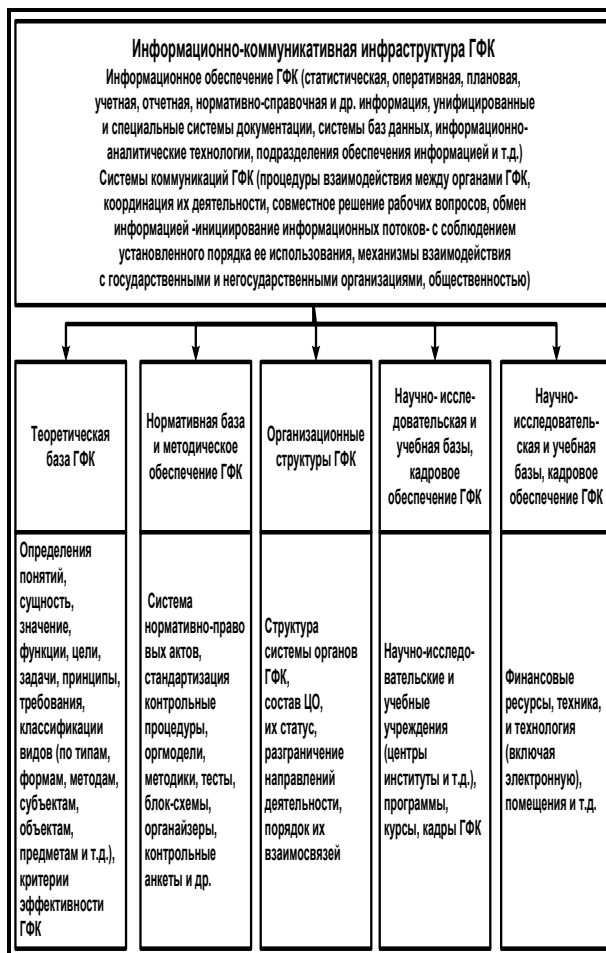 Информационно-коммуникативная инфраструктура ГФК
Информационное обеспечение ГФК (статистическая, оперативная, плановая,
учетная, отчетная, нормативно-справочная и др. информация, унифицированные
и специальные системы документации, системы баз данных, информационно-
аналитические технологии, подразделения обеспечения информацией и т.д.)
Системы коммуникаций ГФК (процедуры взаимодействия между органами ГФК,
координация их деятельности, совместное решение рабочих вопросов, обмен
информацией -инициирование информационных потоков- с соблюдением
установленного порядка ее использования, механизмы взаимодействия
с государственными и негосударственными организациями, общественностью)
Теоретическая
база ГФК
Нормативная база
и методическое
обеспечение ГФК
Организационные
структуры ГФК
Научно- иссле-
довательская и
учебная базы,
кадровое
обеспечение ГФК
Научно-
исследователь-
ская и учебная
базы, кадровое
обеспечение ГФК
Определения
понятий,
сущность,
значение,
функции, цели,
задачи, принципы,
требования,
классификации
видов (по типам,
формам, методам,
субъектам,
объектам,
предметам и т.д.),
критерии
эффективности
ГФК
Система
нормативно-право
вых актов,
стандартизация
контрольные
процедуры,
оргмодели,
методики, тесты,
блок-схемы,
органайзеры,
контрольные
анкеты и др.
Структура
системы органов
ГФК,
состав ЦО,
их статус,
разграничение
направлений
деятельности,
порядок их
взаимосвязей
Научно-исследо-
вательские и
учебные
учреждения
(центры
институты и т.д.),
программы,
курсы, кадры ГФК
Финансовые
ресурсы, техника,
и технология
(включая
электронную),
помещения и т.д.